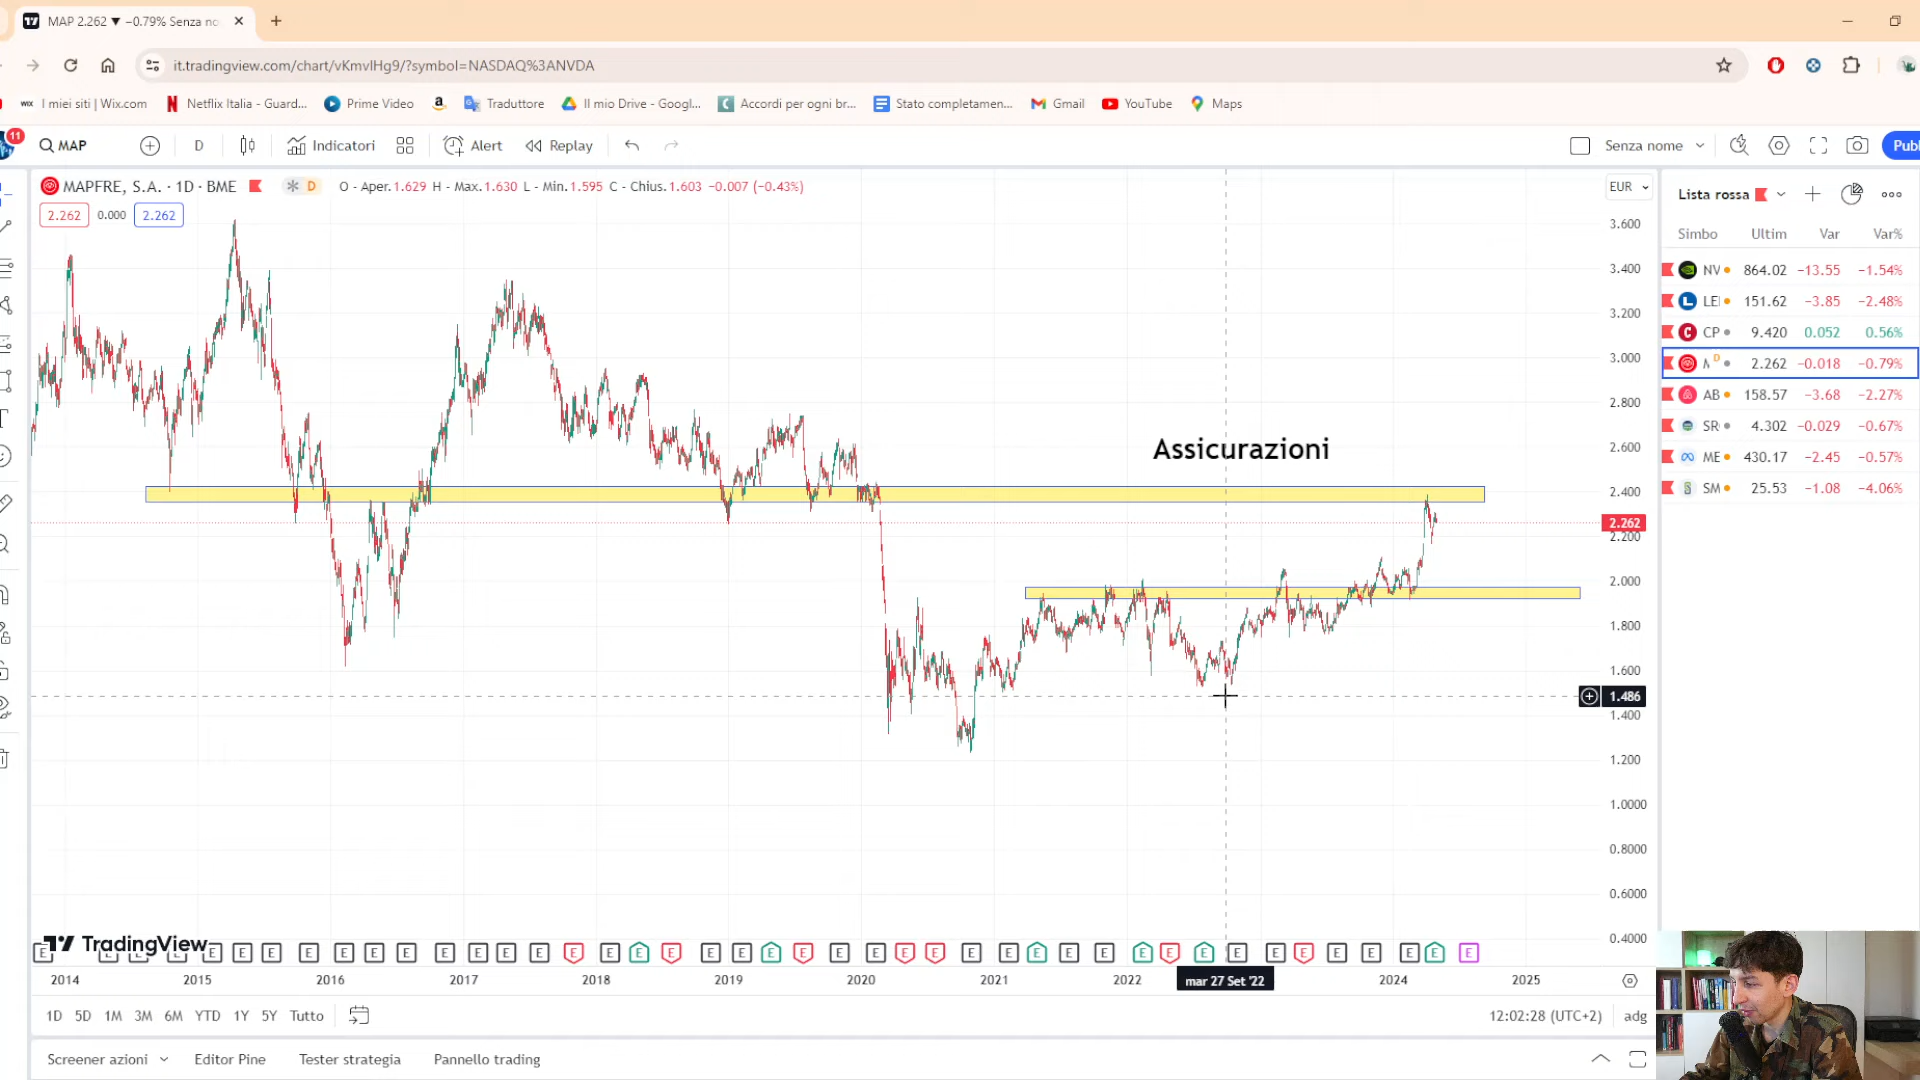 MAP 2.262 ▼ −0.79% Senza no
it.tradingview.com/chart/vKmvIHg9/?symbol=NASDAQ%3ANVDA
WIX I miei siti | Wix.com
Netflix Italia - Guard...
Prime Video
a
Traduttore
Il mio Drive - Googl...
Accordi per ogni br...
Stato completamen...
Gmail
YouTube
Maps
11
MAP
D
Indicatori
Alert
Replay
Senza nome
Publ
MAPFRE, S.A. · 1D · BME
D
O - Aper.1.629 H - Max.1.630 L - Min.1.595 C - Chius.1.603 −0.007 (−0.43%)
EUR
2.262 0.000 2.262
Lista rossa
Simbo Ultim Var Var%
NV 864.02 −13.55 −1.54%
LEI 151.62 −3.85 −2.48%
CP 9.420 0.052 0.56%
D 2.262 −0.018 −0.79%
AB 158.57 −3.68 −2.27%
SR 4.302 −0.029 −0.67%
ME 430.17 −2.45 −0.57%
SM 25.53 −1.08 −4.06%
Assicurazioni
3.600
3.400
3.200
3.000
2.800
2.600
2.400
2.262
2.200
2.000
1.800
1.600
1.486
1.400
1.200
1.0000
0.8000
0.6000
0.4000
TradingView
E E E E E E E E E E E E E E E E E E E E E E E E E E E E E E E E E E E E E E E E E E
2014 2015 2016 2017 2018 2019 2020 2021 2022 mar 27 Set '22 2024 2025
1D 5D 1M 3M 6M YTD 1Y 5Y Tutto
12:02:28 (UTC+2) adg
Screener azioni Editor Pine Tester strategia Pannello trading